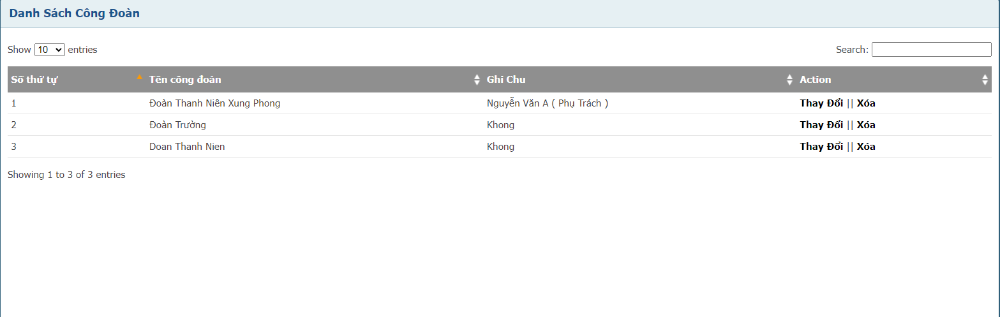 Danh Sách Công Đoàn
Show 10 entries Search:
Số thứ tự Tên công đoàn Ghi Chu Action
1 Đoàn Thanh Niên Xung Phong Nguyễn Văn A ( Phụ Trách ) Thay Đổi || Xóa
2 Đoàn Trường Khong Thay Đổi || Xóa
3 Doan Thanh Nien Khong Thay Đổi || Xóa
Showing 1 to 3 of 3 entries